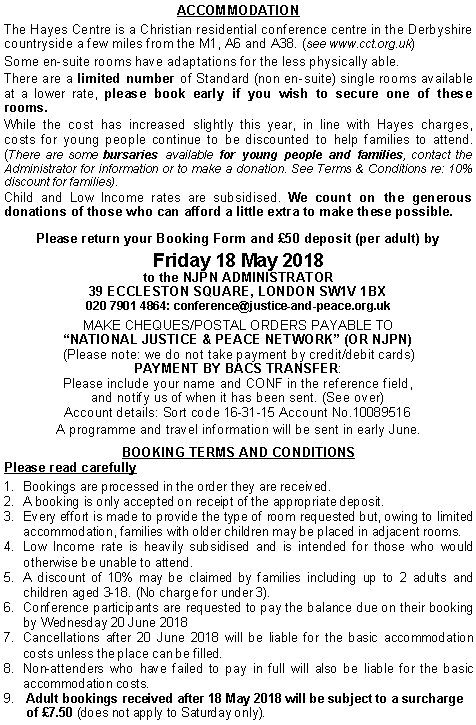 ACCOMMODATION
The Hayes Centre is a Christian residential conference centre in the Derbyshire
countryside a few miles from the M1, A6 and A38. (see www.cct.org.uk)
Some en-suite rooms have adaptations for the less physically able.
There are a limited number of Standard (non en-suite) single rooms available
at a lower rate, please book early if you wish to secure one of these
rooms.
While the cost has increased slightly this year, in line with Hayes charges,
costs for young people continue to be discounted to help families to attend.
(There are some bursaries available for young people and families, contact the
Administrator for information or to make a donation. See Terms & Conditions re: 10%
discount for families).
Child and Low Income rates are subsidised. We count on the generous
donations of those who can afford a little extra to make these possible.
Please return your Booking Form and £50 deposit (per adult) by
Friday 18 May 2018
to the NJPN ADMINISTRATOR
39 ECCLESTON SQUARE, LONDON SW1V 1BX
020 7901 4864: conference@justice-and-peace.org.uk
MAKE CHEQUES/POSTAL ORDERS PAYABLE TO
“NATIONAL JUSTICE & PEACE NETWORK” (OR NJPN)
(Please note: we do not take payment by credit/debit cards)
PAYMENT BY BACS TRANSFER:
Please include your name and CONF in the reference field,
and notify us of when it has been sent. (See over)
Account details: Sort code 16-31-15 Account No.10089516
A programme and travel information will be sent in early June.
BOOKING TERMS AND CONDITIONS
Please read carefully
1. Bookings are processed in the order they are received.
2. A booking is only accepted on receipt of the appropriate deposit.
3. Every effort is made to provide the type of room requested but, owing to limited
accommodation, families with older children may be placed in adjacent rooms.
4. Low Income rate is heavily subsidised and is intended for those who would
otherwise be unable to attend.
5. A discount of 10% may be claimed by families including up to 2 adults and
children aged 3-18. (No charge for under 3).
6. Conference participants are requested to pay the balance due on their booking
by Wednesday 20 June 2018
7. Cancellations after 20 June 2018 will be liable for the basic accommodation
costs unless the place can be filled.
8. Non-attenders who have failed to pay in full will also be liable for the basic
accommodation costs.
9. Adult bookings received after 18 May 2018 will be subject to a surcharge
of £7.50 (does not apply to Saturday only).